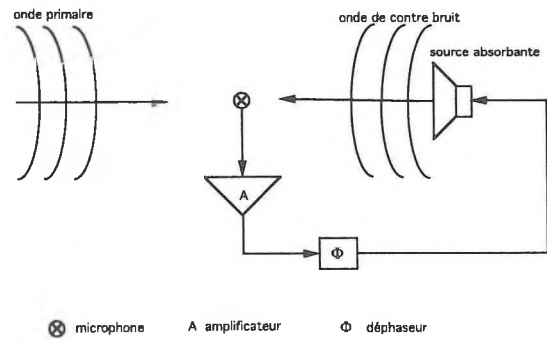 onde primaire
onde de contre bruit
source absorbante
A
Φ
microphone
A amplificateur
Φ déphaseur